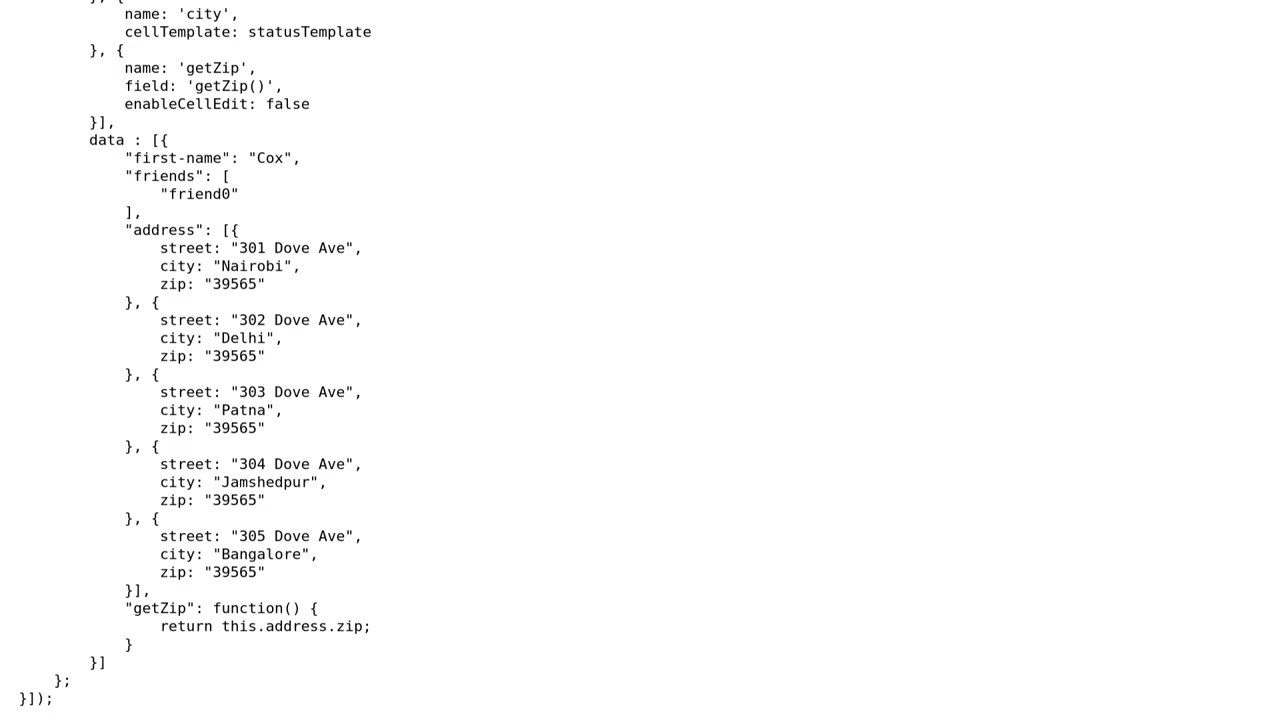 }, {
name: 'city',
cellTemplate: statusTemplate
}, {
name: 'getZip',
field: 'getZip()',
enableCellEdit: false
}],
data : [{
"first-name": "Cox",
"friends": [
"friend0"
],
"address": [{
street: "301 Dove Ave",
city: "Nairobi",
zip: "39565"
}, {
street: "302 Dove Ave",
city: "Delhi",
zip: "39565"
}, {
street: "303 Dove Ave",
city: "Patna",
zip: "39565"
}, {
street: "304 Dove Ave",
city: "Jamshedpur",
zip: "39565"
}, {
street: "305 Dove Ave",
city: "Bangalore",
zip: "39565"
}],
"getZip": function() {
return this.address.zip;
}
}]
};
}]);